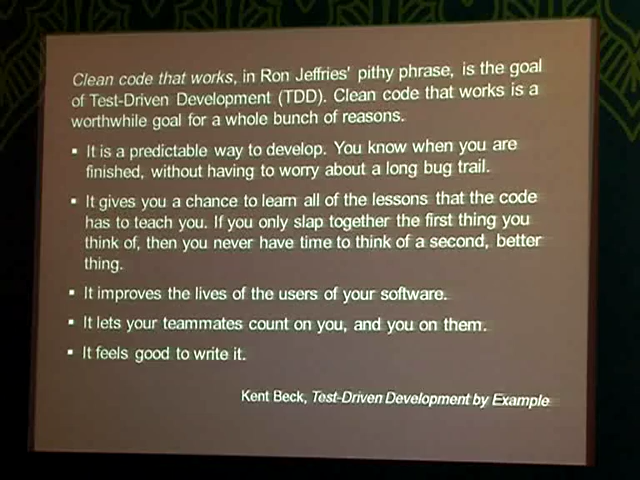 Clean code that works, in Ron Jeffries' pithy phrase, is the goal
of Test-Driven Development (TDD). Clean code that works is a
worthwhile goal for a whole bunch of reasons.
▪ It is a predictable way to develop. You know when you are
finished, without having to worry about a long bug trail.
▪ It gives you a chance to learn all of the lessons that the code
has to teach you. If you only slap together the first thing you
think of, then you never have time to think of a second, better
thing.
▪ It improves the lives of the users of your software.
▪ It lets your teammates count on you, and you on them.
▪ It feels good to write it.
Kent Beck, Test-Driven Development by Example